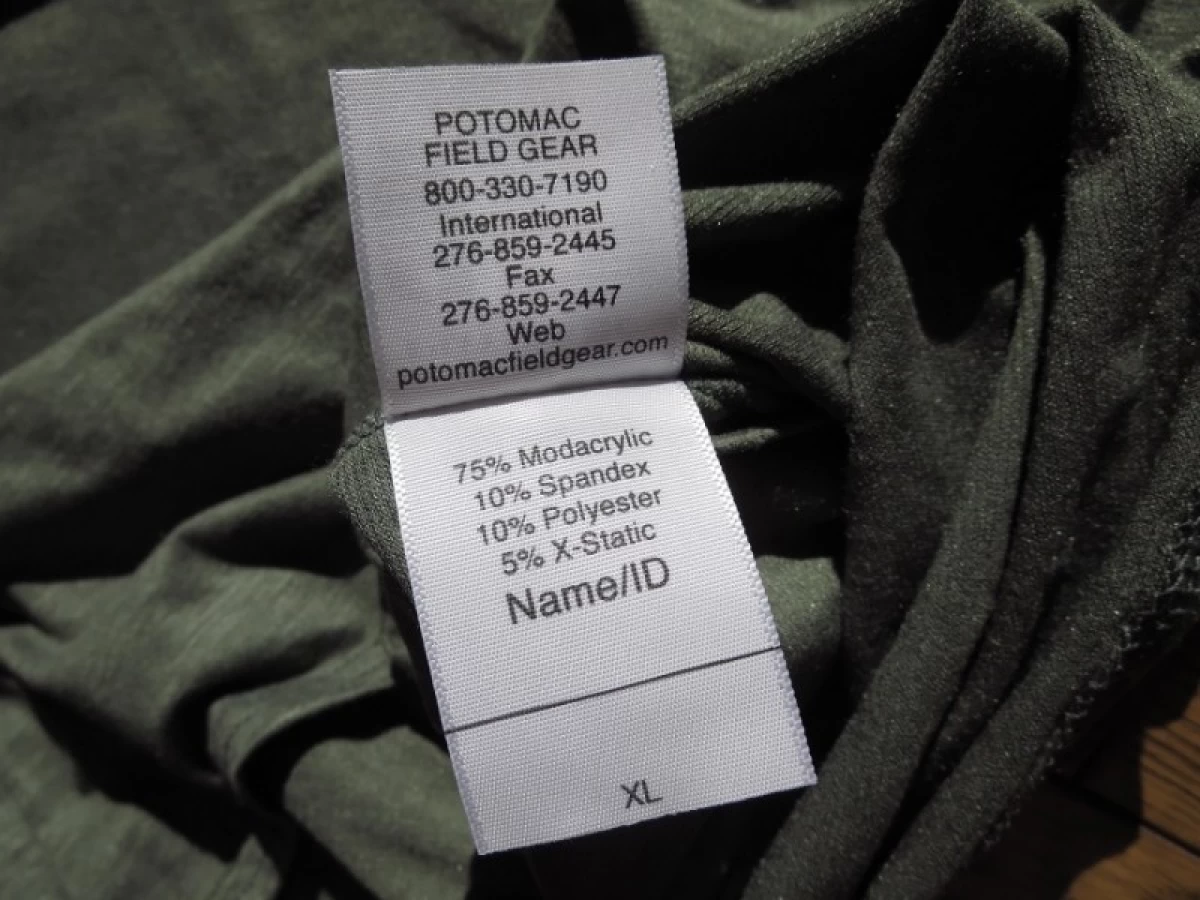 POTOMAC
FIELD GEAR
800-330-7190
International
276-859-2445
Fax
276-859-2447
Web
potomacfieldgear.com
75% Modacrylic
10% Spandex
10% Polyester
5% X-Static
Name/ID
XL